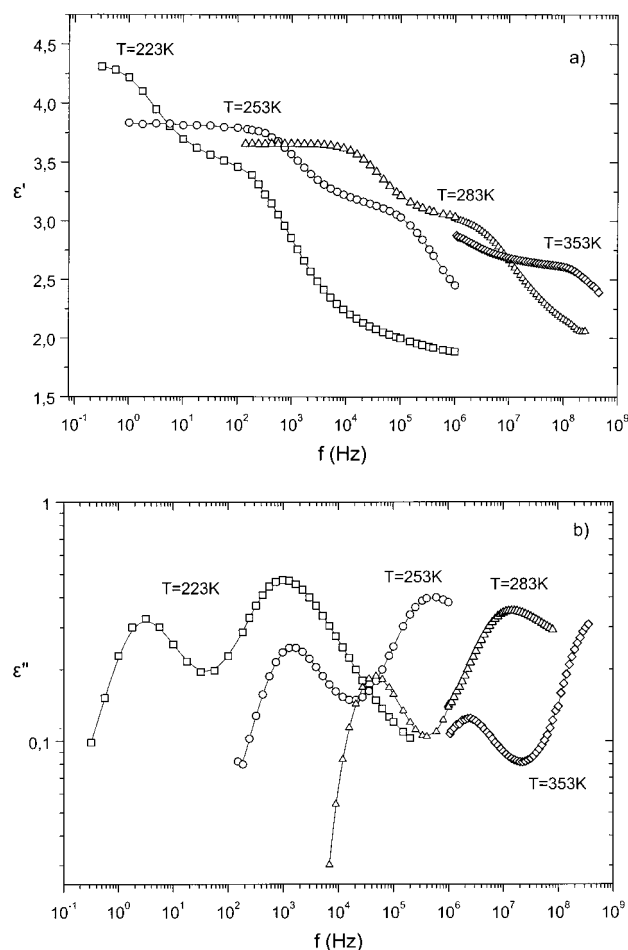 a)
T=223K
T=253K
T=283K
T=353K
4,5
4,0
3,5
3,0
2,5
2,0
1,5
ε'
10⁻¹ 10⁰ 10¹ 10² 10³ 10⁴ 10⁵ 10⁶ 10⁷ 10⁸ 10⁹
f (Hz)
b)
T=223K
T=253K
T=283K
T=353K
1
0,1
ε''
10⁻¹ 10⁰ 10¹ 10² 10³ 10⁴ 10⁵ 10⁶ 10⁷ 10⁸ 10⁹
f (Hz)